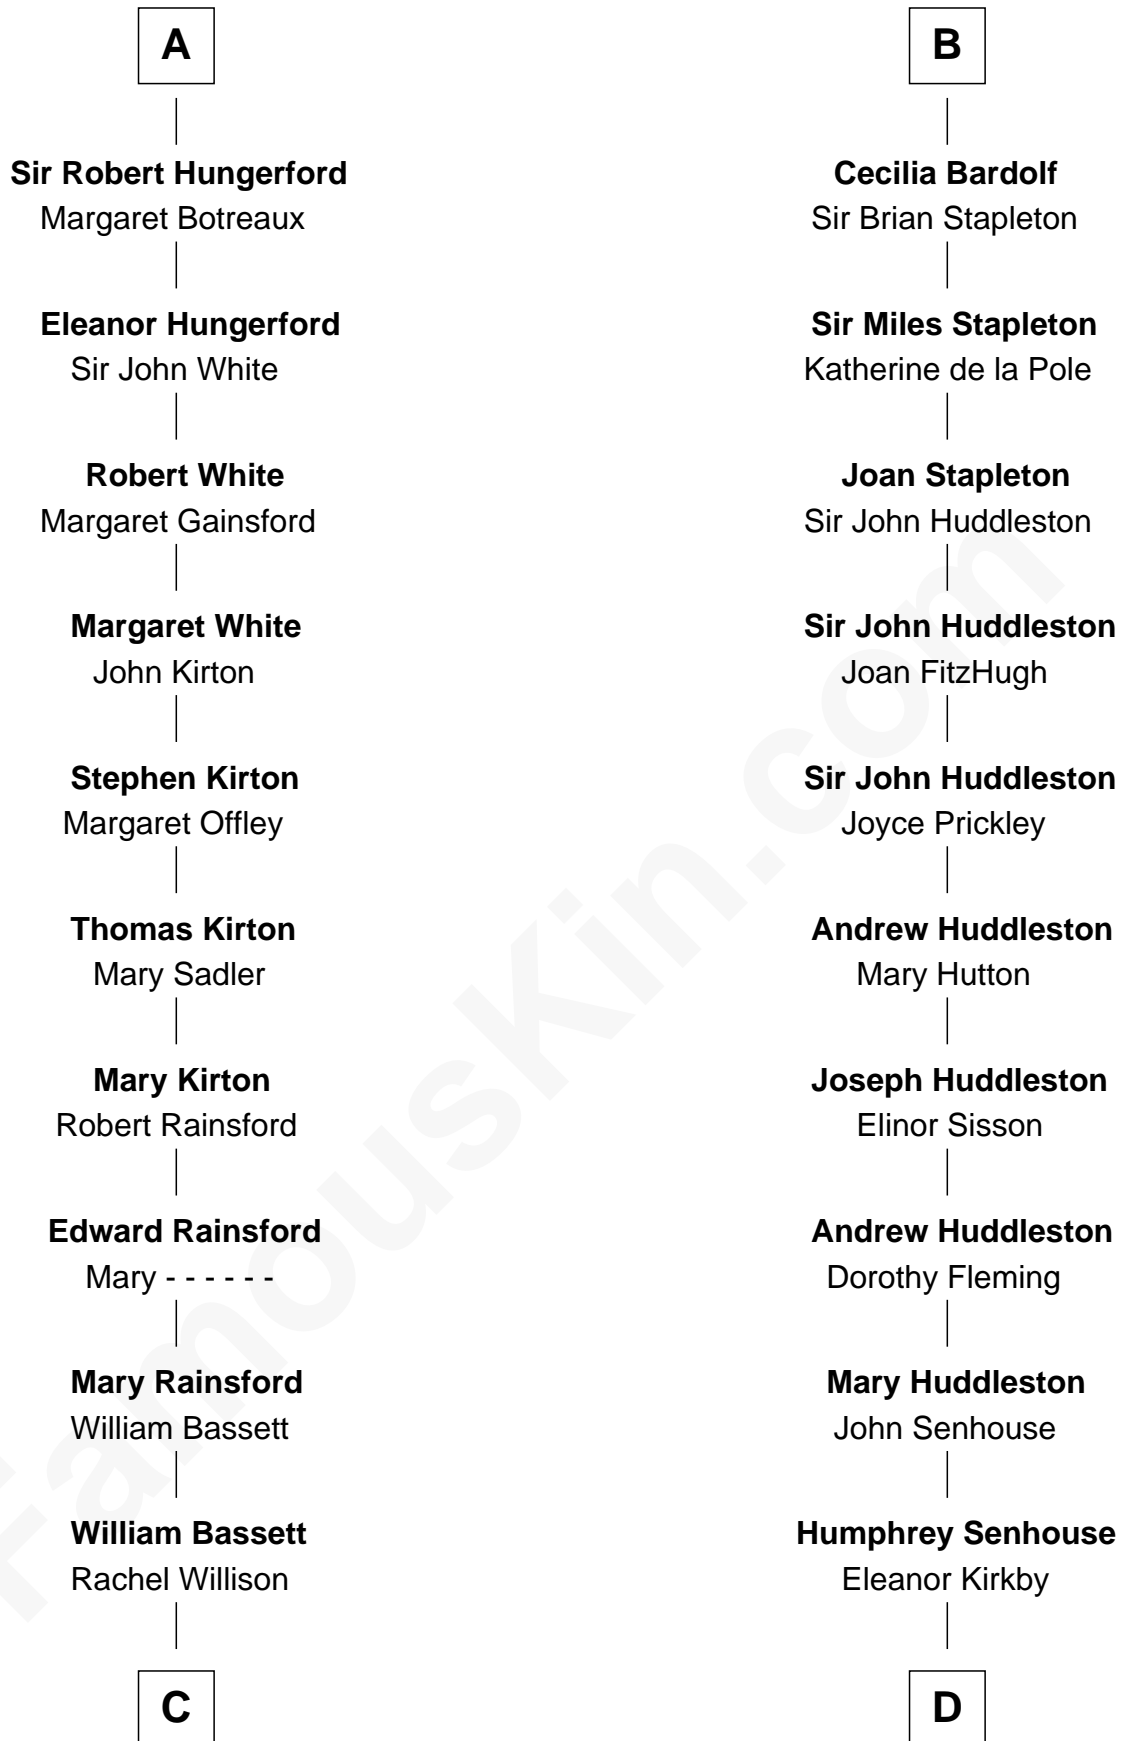 A
Sir Robert Hungerford
Margaret Botreaux
Eleanor Hungerford
Sir John White
Robert White
Margaret Gainsford
Margaret White
John Kirton
Stephen Kirton
Margaret Offley
Thomas Kirton
Mary Sadler
Mary Kirton
Robert Rainsford
Edward Rainsford
Mary - - - - - -
Mary Rainsford
William Bassett
William Bassett
Rachel Willison
C
B
Cecilia Bardolf
Sir Brian Stapleton
Sir Miles Stapleton
Katherine de la Pole
Joan Stapleton
Sir John Huddleston
Sir John Huddleston
Joan FitzHugh
Sir John Huddleston
Joyce Prickley
Andrew Huddleston
Mary Hutton
Joseph Huddleston
Elinor Sisson
Andrew Huddleston
Dorothy Fleming
Mary Huddleston
John Senhouse
Humphrey Senhouse
Eleanor Kirkby
D
FamousKin.com